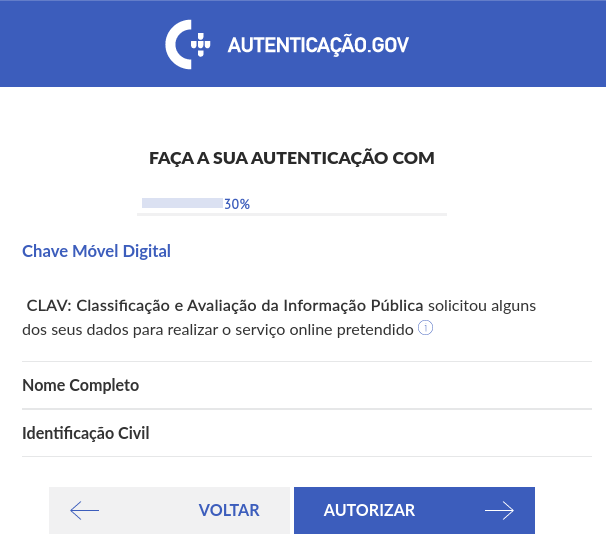 AUTENTICAÇÃO.GOV
FAÇA A SUA AUTENTICAÇÃO COM
30%
Chave Móvel Digital
CLAV: Classificação e Avaliação da Informação Pública solicitou alguns
dos seus dados para realizar o serviço online pretendido
Nome Completo
Identificação Civil
VOLTAR AUTORIZAR